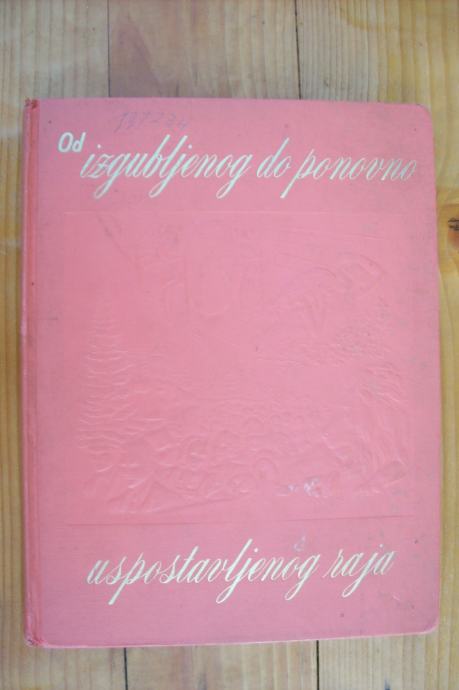 Od izgubljenog do ponovno
uspostavljenog raja